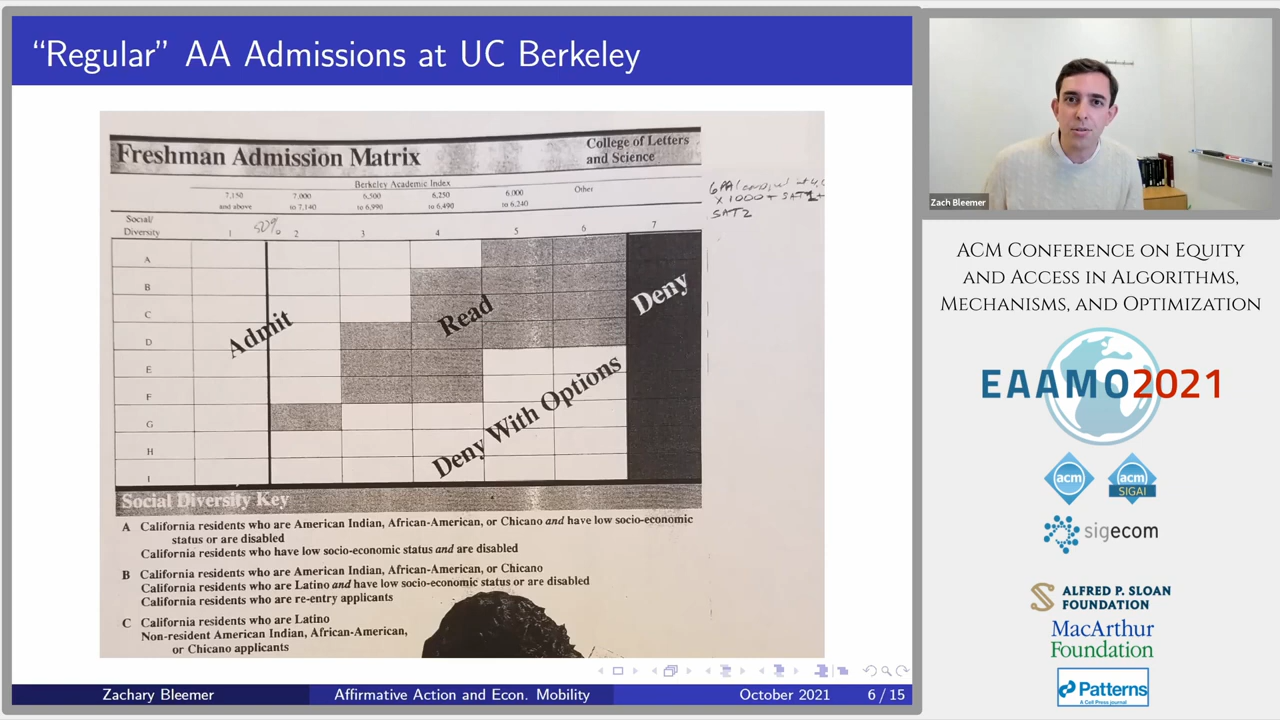 “Regular” AA Admissions at UC Berkeley
Freshman Admission Matrix
College of Letters
and Science
Berkeley Academic Index
7,150
and above
7,000
to 7,140
6,500
to 6,990
6,250
to 6,490
6,000
to 6,240
Other
GPA
X 1000 + SAT1 +
SAT2
Social/
Diversity
50%
1 2 3 4 5 6 7
A
B
C
D
E
F
G
H
I
Admit
Read
Deny
Deny With Options
Social Diversity Key
A California residents who are American Indian, African-American, or Chicano and have low socio-economic
status or are disabled
California residents who have low socio-economic status and are disabled
B California residents who are American Indian, African-American, or Chicano
California residents who are Latino and have low socio-economic status or are disabled
California residents who are re-entry applicants
C California residents who are Latino
Non-resident American Indian, African-American,
or Chicano applicants
Zachary Bleemer Affirmative Action and Econ. Mobility October 2021 6 / 15
Zach Bleemer
ACM Conference on Equity
and Access in Algorithms,
Mechanisms, and Optimization
EAAMO2021
acm
acm
SIGAI
sigecom
ALFRED P. SLOAN
FOUNDATION
MacArthur
Foundation
Patterns
A Cell Press journal